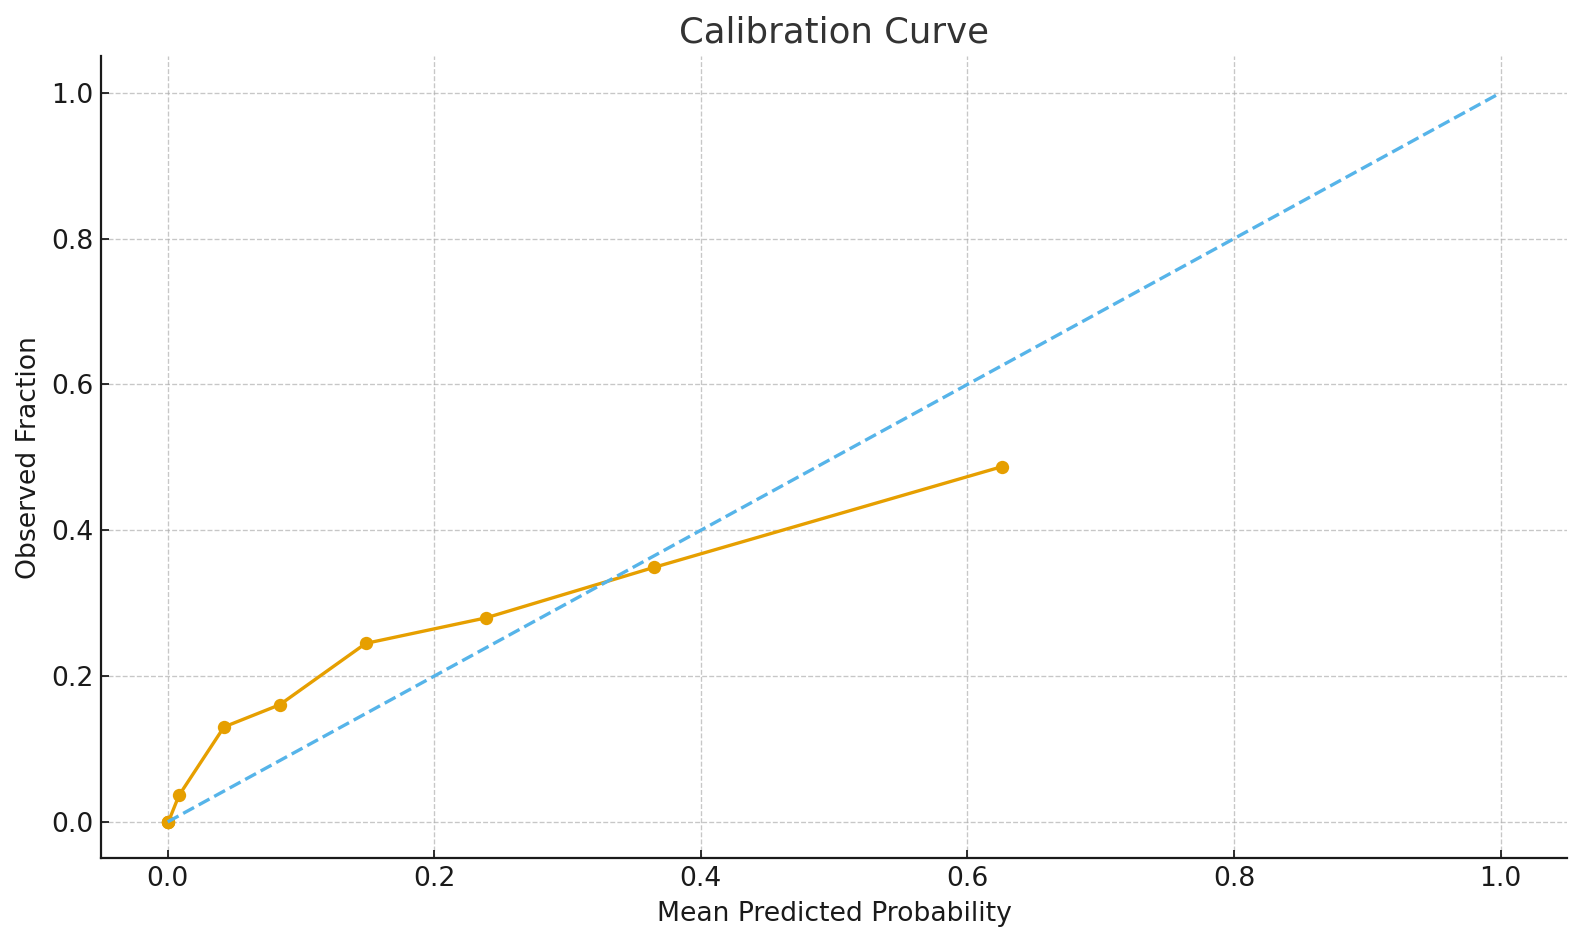 Calibration Curve
1.0
0.8
0.6
0.4
0.2
0.0
Observed Fraction
0.0 0.2 0.4 0.6 0.8 1.0
Mean Predicted Probability